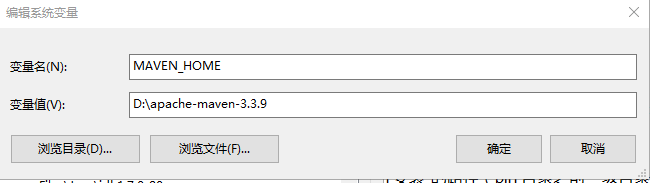 编辑系统变量
变量名(N):
MAVEN_HOME
变量值(V):
D:\apache-maven-3.3.9
浏览目录(D)...
浏览文件(F)...
确定
取消